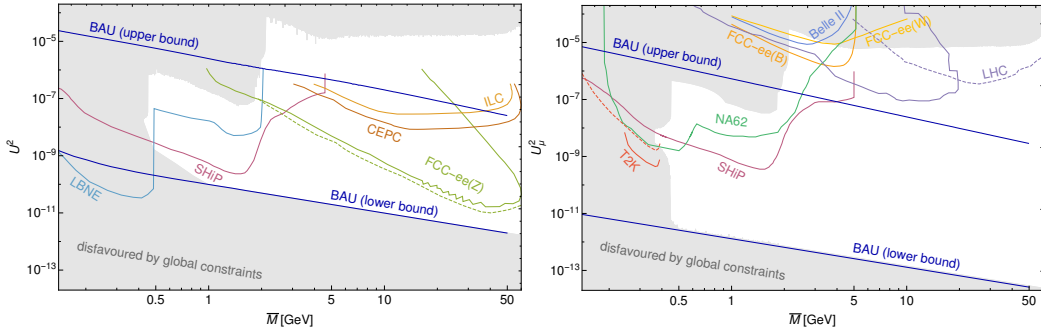 BAU (upper bound)
10^-5
10^-7
10^-9
10^-11
10^-13
U^2
ILC
CEPC
FCC-ee(Z)
SHiP
LBNE
BAU (lower bound)
disfavoured by global constraints
0.5 1 5 10 50
M̅ [GeV]
Belle II
FCC-ee(W)
FCC-ee(B)
BAU (upper bound)
LHC
10^-5
10^-7
10^-9
10^-11
10^-13
U_μ^2
NA62
T2K
SHiP
BAU (lower bound)
disfavoured by global constraints
0.5 1 5 10 50
M̅ [GeV]